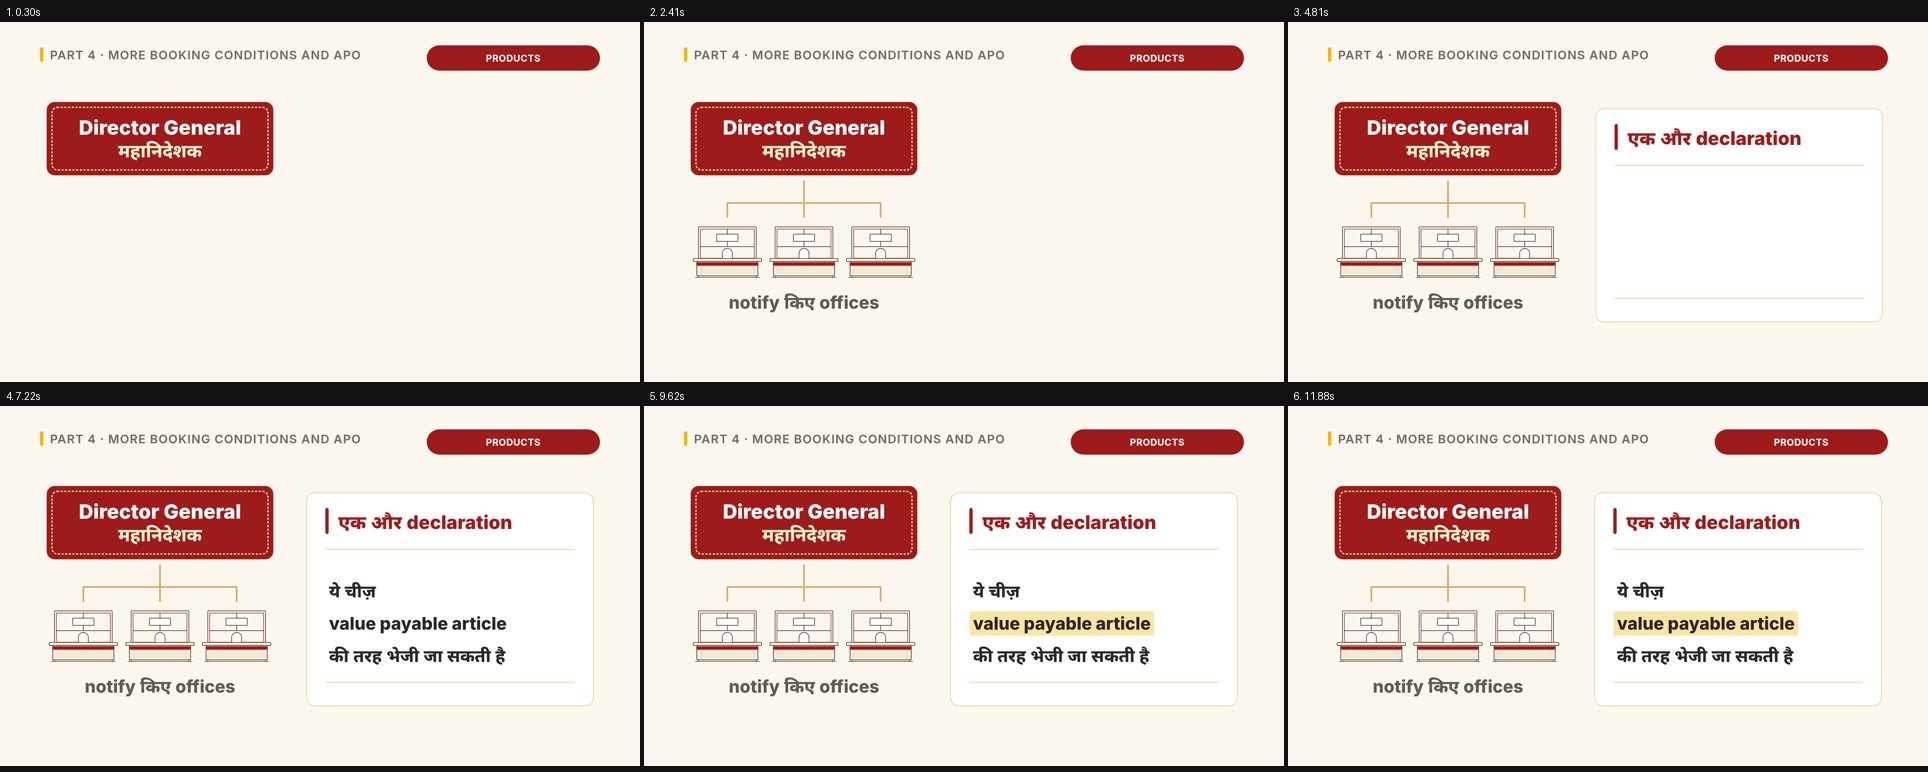 1. 0.30s
PART 4 · MORE BOOKING CONDITIONS AND APO
PRODUCTS
Director General
महानिदेशक
2. 2.41s
PART 4 · MORE BOOKING CONDITIONS AND APO
PRODUCTS
Director General
महानिदेशक
notify किए offices
3. 4.81s
PART 4 · MORE BOOKING CONDITIONS AND APO
PRODUCTS
Director General
महानिदेशक
notify किए offices
एक और declaration
4. 7.22s
PART 4 · MORE BOOKING CONDITIONS AND APO
PRODUCTS
Director General
महानिदेशक
notify किए offices
एक और declaration
ये चीज़
value payable article
की तरह भेजी जा सकती है
5. 9.62s
PART 4 · MORE BOOKING CONDITIONS AND APO
PRODUCTS
Director General
महानिदेशक
notify किए offices
एक और declaration
ये चीज़
value payable article
की तरह भेजी जा सकती है
6. 11.88s
PART 4 · MORE BOOKING CONDITIONS AND APO
PRODUCTS
Director General
महानिदेशक
notify किए offices
एक और declaration
ये चीज़
value payable article
की तरह भेजी जा सकती है